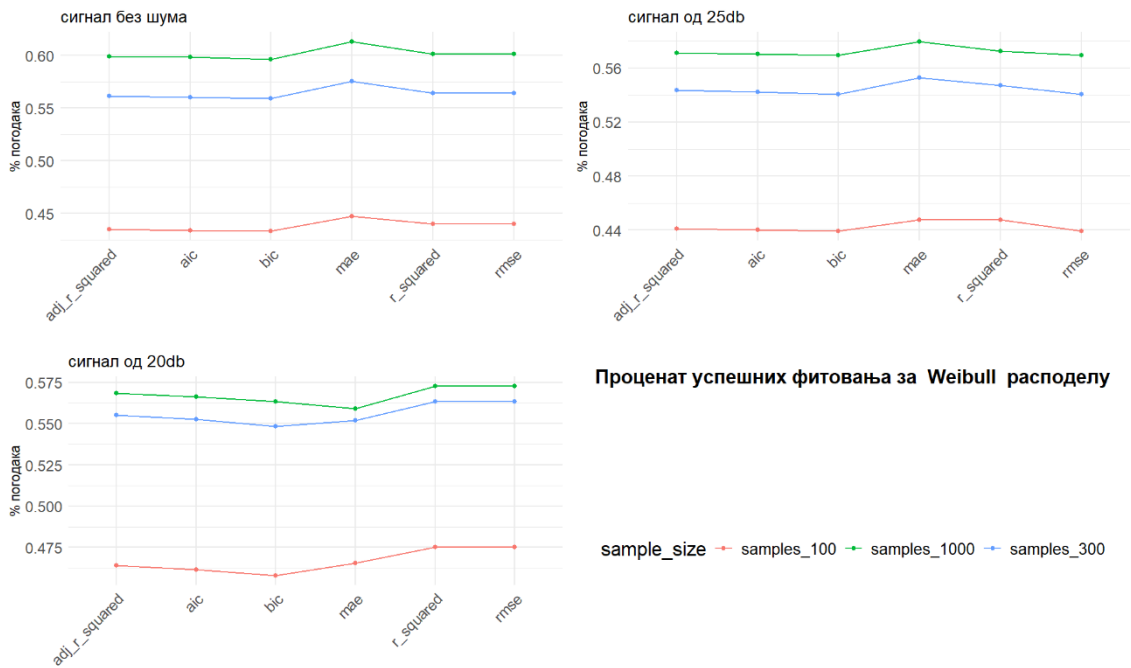 сигнал без шума
% погодака
0.60
0.55
0.50
0.45
adj_r_squared
aic
bic
mae
r_squared
rmse
сигнал од 25db
% погодака
0.56
0.52
0.48
0.44
adj_r_squared
aic
bic
mae
r_squared
rmse
сигнал од 20db
% погодака
0.575
0.550
0.525
0.500
0.475
adj_r_squared
aic
bic
mae
r_squared
rmse
Проценат успешних фитовања за Weibull расподелу
sample_size samples_100 samples_1000 samples_300